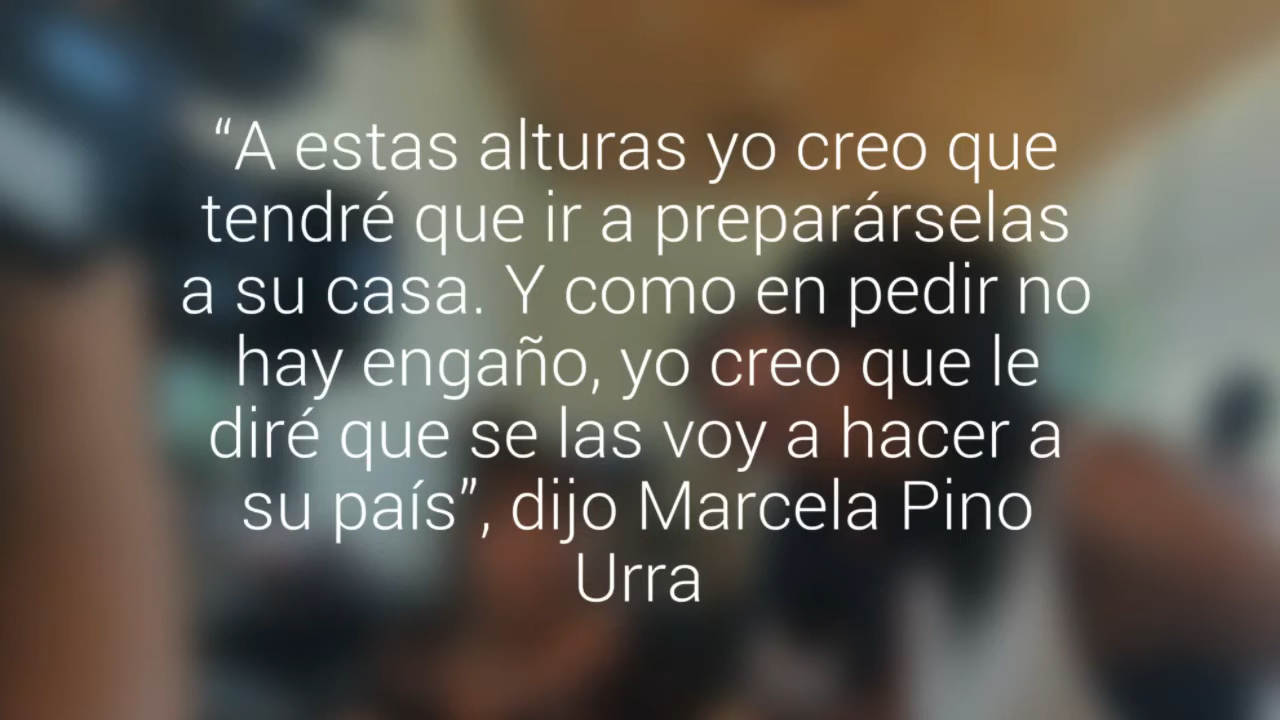 “A estas alturas yo creo que
tendré que ir a preparárselas
a su casa. Y como en pedir no
hay engaño, yo creo que le
diré que se las voy a hacer a
su país”, dijo Marcela Pino
Urra